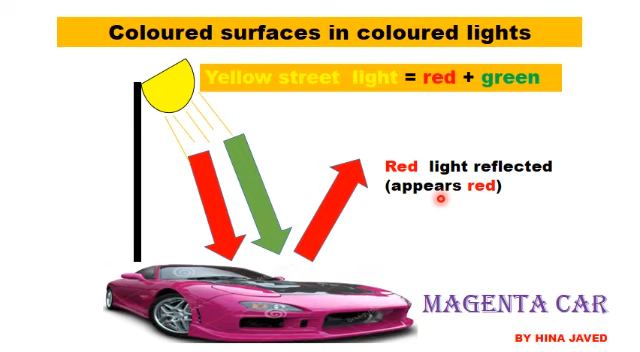 Coloured surfaces in coloured lights
Yellow street light = red + green
Red light reflected
(appears red)
MAGENTA CAR
BY HINA JAVED